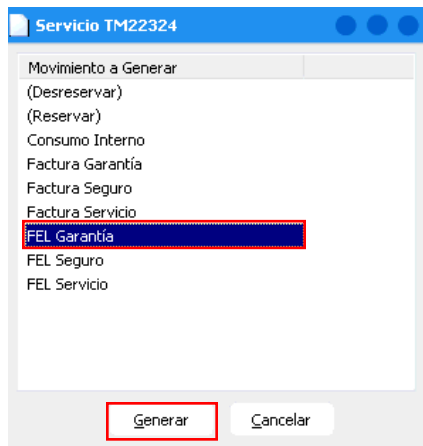 Servicio TM22324
Movimiento a Generar
(Desreservar)
(Reservar)
Consumo Interno
Factura Garantía
Factura Seguro
Factura Servicio
FEL Garantía
FEL Seguro
FEL Servicio
Generar Cancelar